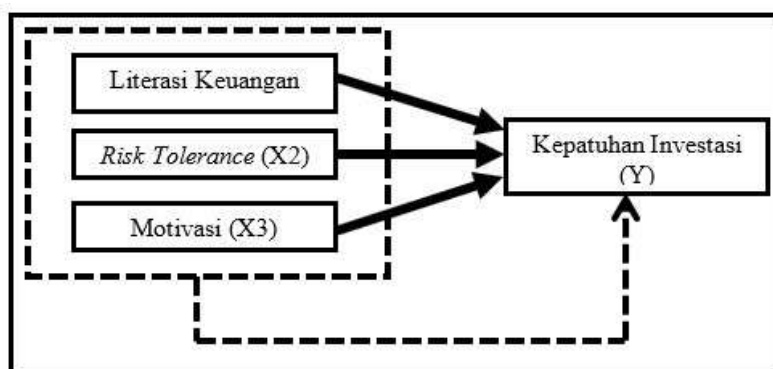 Literasi Keuangan
Risk Tolerance (X2)
Motivasi (X3)
Kepatuhan Investasi
(Y)